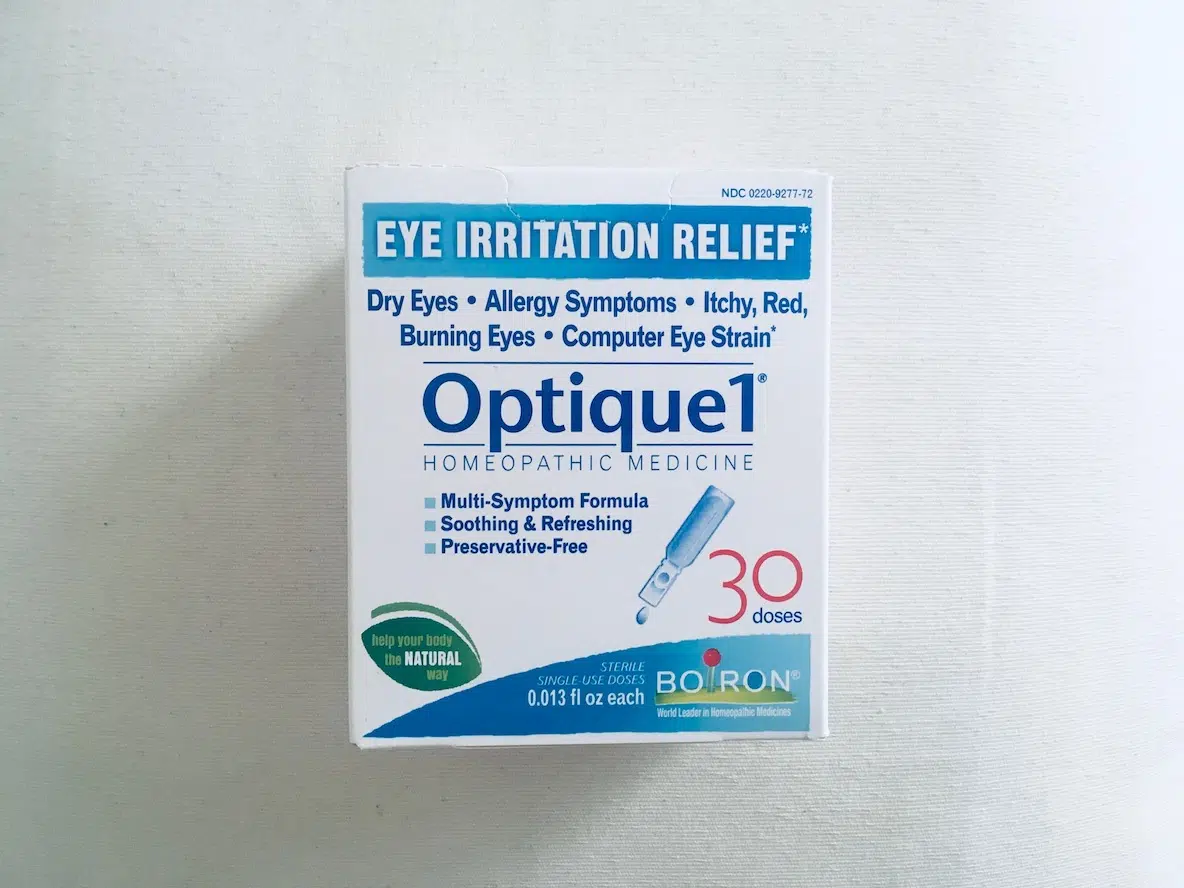 NDC 0220-9277-72
EYE IRRITATION RELIEF*
Dry Eyes • Allergy Symptoms • Itchy, Red,
Burning Eyes • Computer Eye Strain*
Optique1®
HOMEOPATHIC MEDICINE
Multi-Symptom Formula
Soothing & Refreshing
Preservative-Free
30
doses
help your body
the NATURAL
way
STERILE
SINGLE-USE DOSES
0.013 fl oz each
BOIRON®
World Leader in Homeopathic Medicines